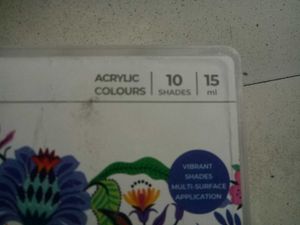 ACRYLIC COLOURS
10 SHADES
15 ml
VIBRANT
SHADES
MULTI-SURFACE
APPLICATION